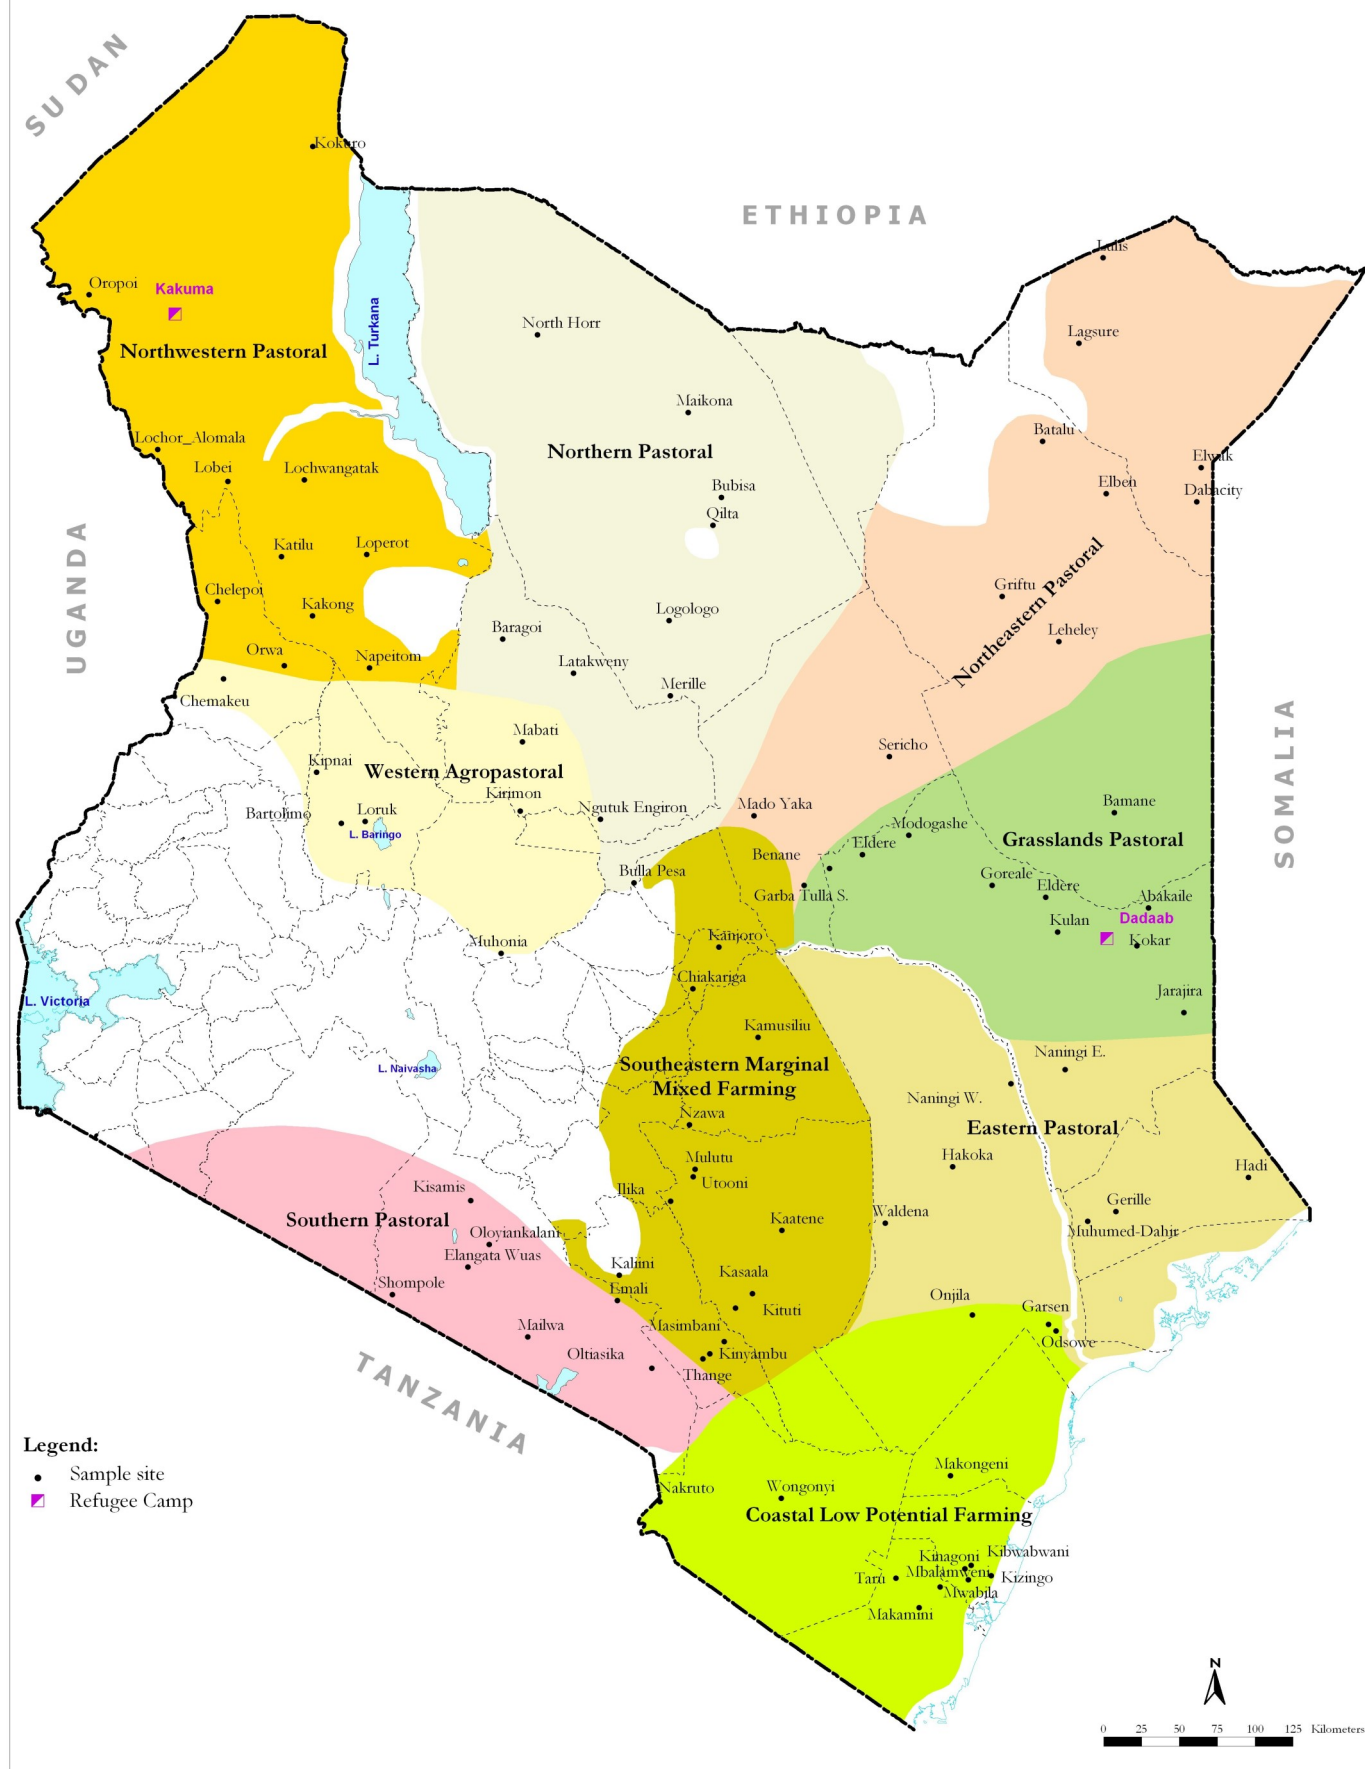 SUDAN
Kokuro
ETHIOPIA
Lulis
Oropoi
Kakuma
L. Turkana
North Horr
Lagsure
Northwestern Pastoral
Maikona
Batalu
Lochor_Alomala
Northern Pastoral
Elwak
Lobei
Lochwangatak
Bubisa
Elben
Dabacity
Qilta
UGANDA
Katilu
Loperot
Northeastern Pastoral
Griftu
Chelepoi
Kakong
Logologo
Baragoi
Leheley
Orwa
Napeitom
Latakweny
Merille
Chemakeu
SOMALIA
Mabati
Sericho
Kipnai
Western Agropastoral
Kirimon
Bartolimo
Loruk
L. Baringo
Ngutuk Engiron
Mado Yaka
Bamane
Modogashe
Grasslands Pastoral
Benane
Eldere
Bulla Pesa
Garba Tulla S.
Goreale
Eldere
Abakaile
Dadaab
Kulan
Kokar
Muhonia
Kanjoro
Chiakariga
Jarajira
L. Victoria
Kamusiliu
Naningi E.
L. Naivasha
Southeastern Marginal
Mixed Farming
Naningi W.
Nzawa
Eastern Pastoral
Mulutu
Hakoka
Hadi
Utooni
Kisamis
Ilika
Gerille
Southern Pastoral
Kaatene
Waldena
Muhumed-Dahir
Oloyiankalani
Elangata Wuas
Kaliini
Kasaala
Shompole
Emali
Kituti
Onjila
Garsen
Mailwa
Masimbani
Odsowe
Oltiasika
Kinyambu
Thange
TANZANIA
Legend:
Sample site
Refugee Camp
Makongeni
Nakruto
Wongonyi
Coastal Low Potential Farming
Kinagoni
Kibwabwani
Taru
Mbalamweni
Kizingo
Mwabila
Makamini
N
0 25 50 75 100 125 Kilometers